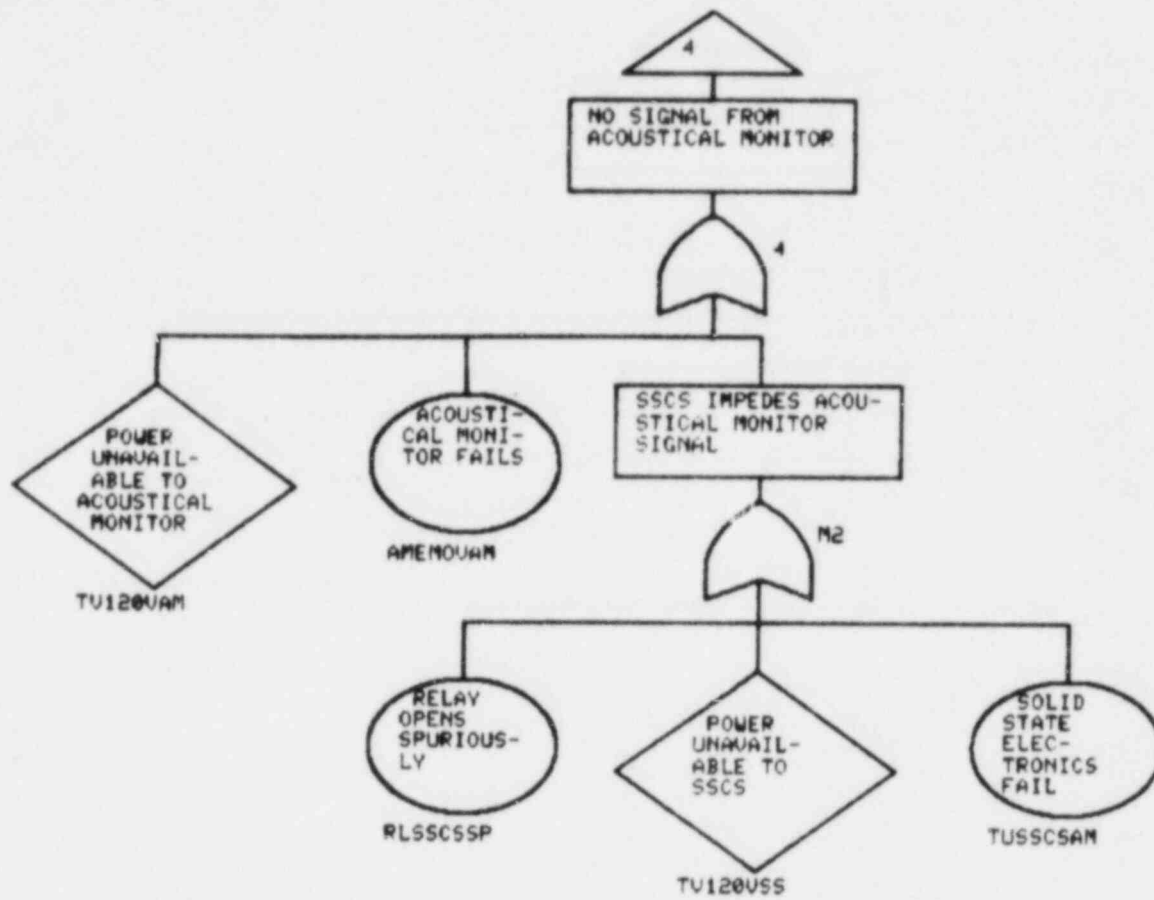 4
NO SIGNAL FROM
ACOUSTICAL MONITOR
4
POWER
UNAVAIL-
ABLE TO
ACOUSTICAL
MONITOR
TV120VAM
ACOUSTI-
CAL MONI-
TOR FAILS
AMEMOVAM
SSCS IMPEDES ACOU-
STICAL MONITOR
SIGNAL
M2
RELAY
OPENS
SPURIOUS-
LY
RLSSCSSP
POWER
UNAVAIL-
ABLE TO
SSCS
TV120VSS
SOLID
STATE
ELEC-
TRONICS
FAIL
TUSSCSAM